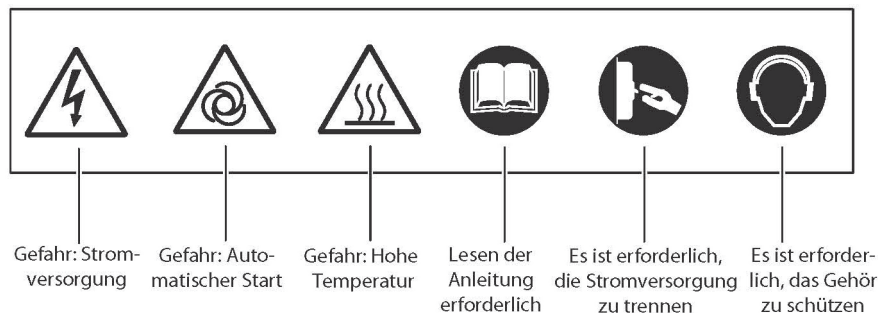 Gefahr: Strom-
versorgung
Gefahr: Auto-
matischer Start
Gefahr: Hohe
Temperatur
Lesen der
Anleitung
erforderlich
Es ist erforderlich,
die Stromversorgung
zu trennen
Es ist erforder-
lich, das Gehör
zu schützen